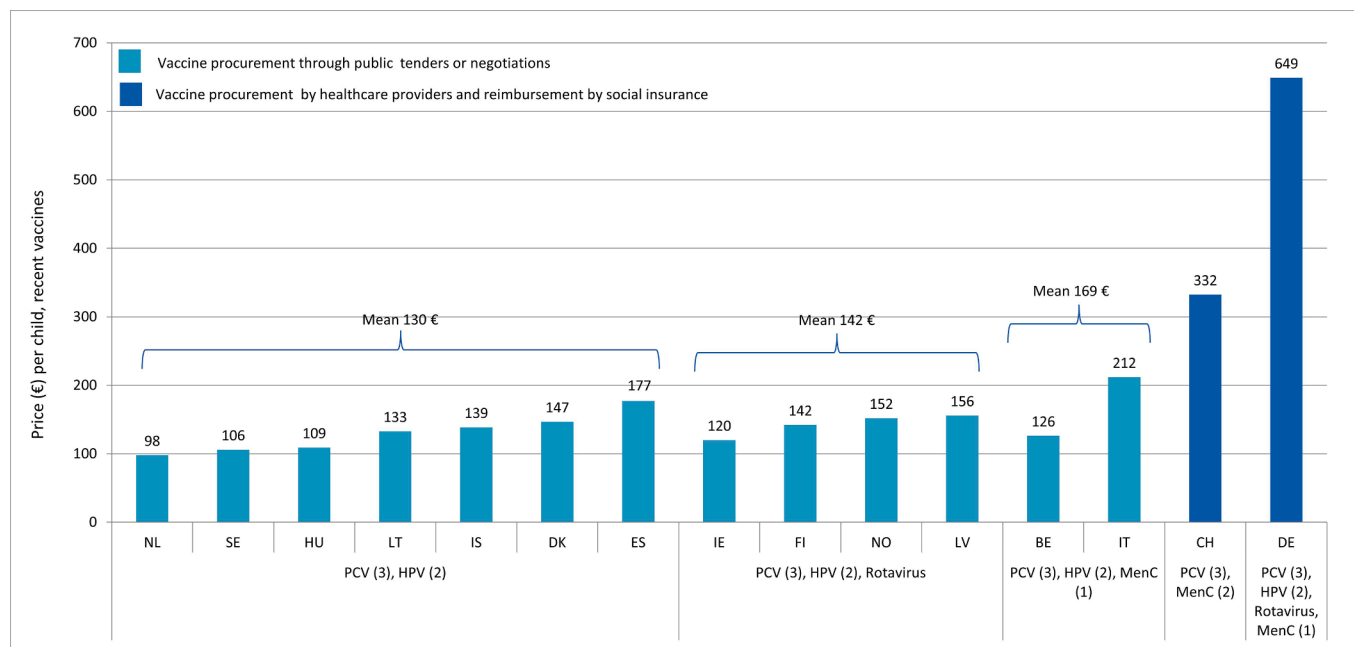 Price (€) per child, recent vaccines
700
600
500
400
300
200
100
0
Vaccine procurement through public tenders or negotiations
Vaccine procurement by healthcare providers and reimbursement by social insurance
Mean 130 €
Mean 142 €
Mean 169 €
98
106
109
133
139
147
177
120
142
152
156
126
212
332
649
NL SE HU LT IS DK ES IE FI NO LV BE IT CH DE
PCV (3), HPV (2)
PCV (3), HPV (2), Rotavirus
PCV (3), HPV (2), MenC
(1)
PCV (3),
MenC (2)
PCV (3),
HPV (2),
Rotavirus,
MenC (1)